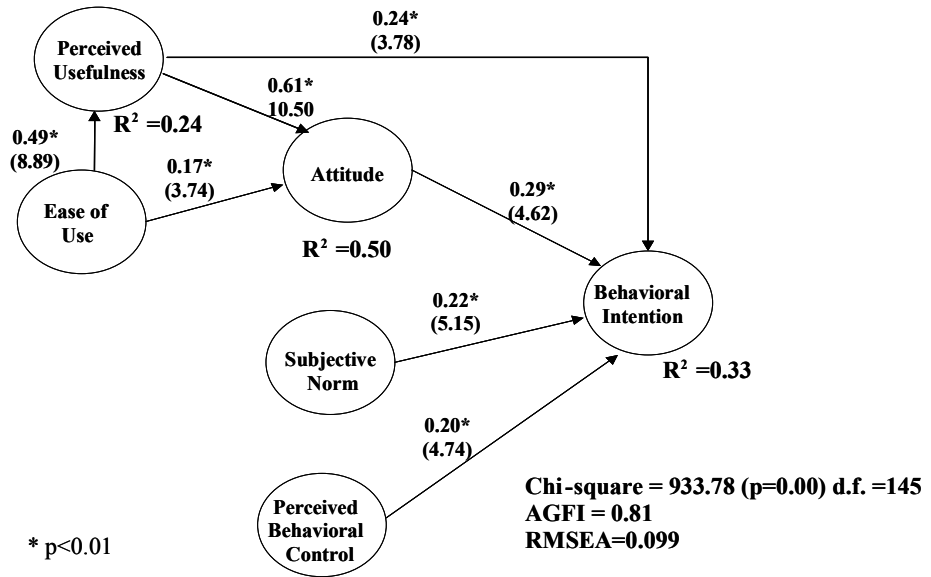 0.24*
(3.78)
Perceived
Usefulness
0.61*
10.50
R² =0.24
0.49*
(8.89)
0.17*
(3.74)
Attitude
0.29*
(4.62)
Ease of
Use
R² =0.50
Behavioral
Intention
0.22*
(5.15)
Subjective
Norm
R² =0.33
0.20*
(4.74)
Perceived
Behavioral
Control
Chi-square = 933.78 (p=0.00) d.f. =145
AGFI = 0.81
RMSEA=0.099
* p<0.01